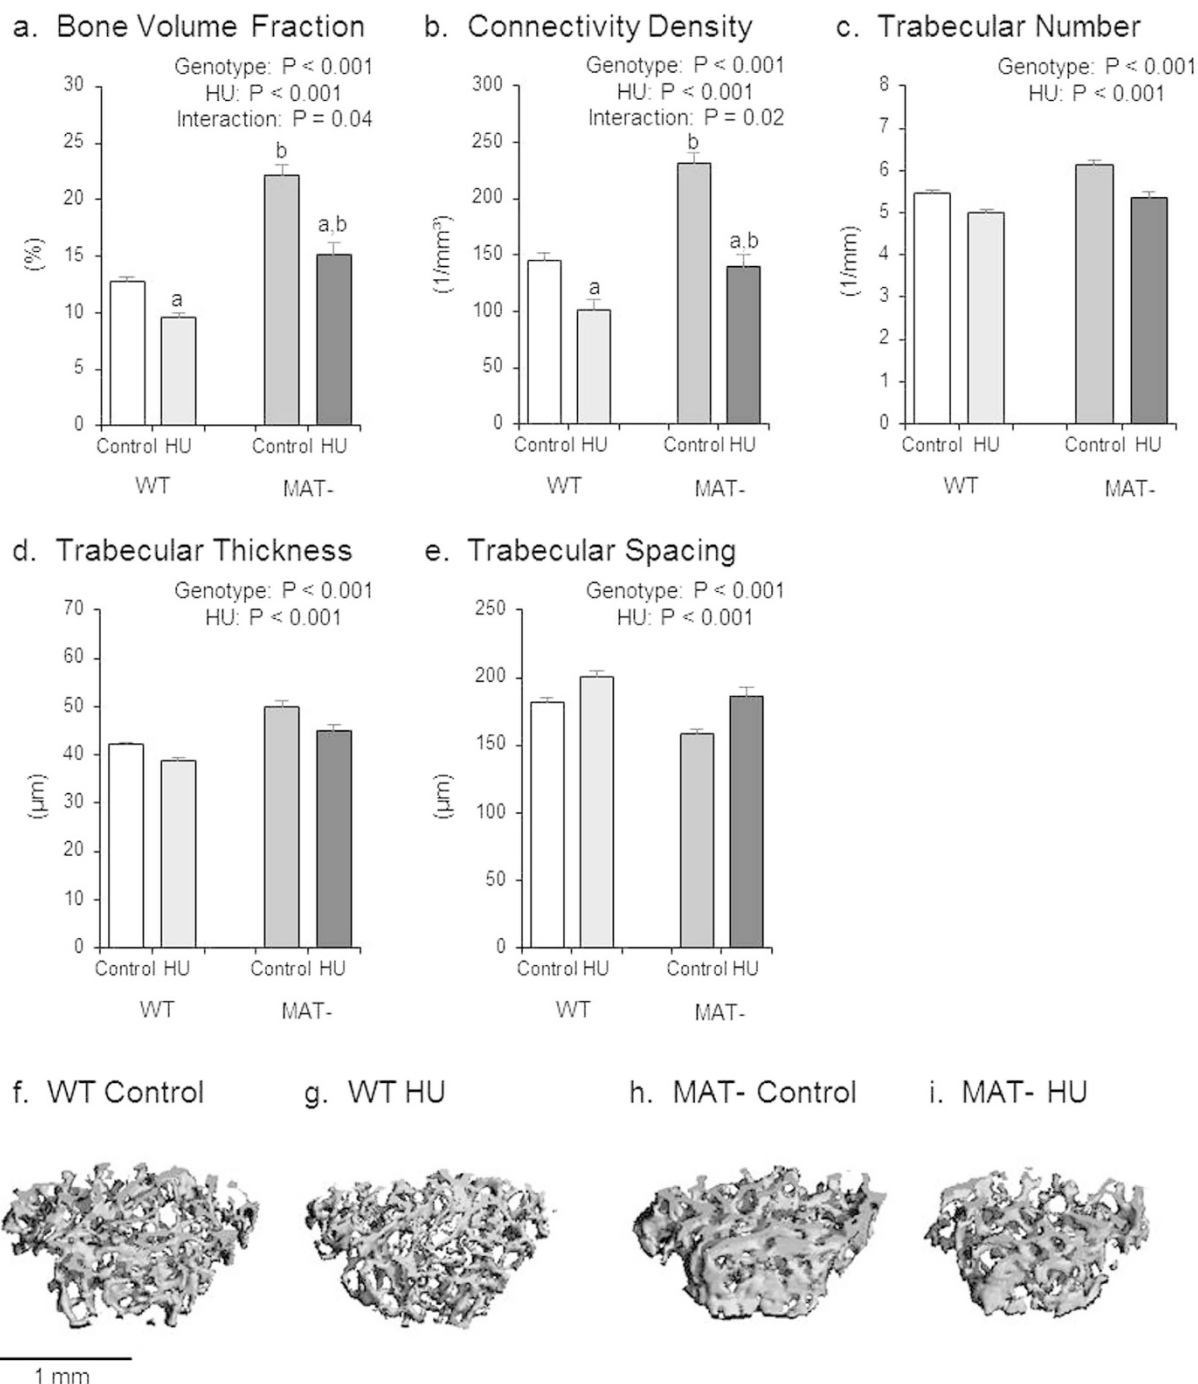 a. Bone Volume Fraction
Genotype: P < 0.001
HU: P < 0.001
Interaction: P = 0.04
30
25
20
15
10
5
0
(%)
a
b
a,b
Control HU Control HU
WT MAT-
b. Connectivity Density
Genotype: P < 0.001
HU: P < 0.001
Interaction: P = 0.02
300
250
200
150
100
50
0
(1/mm³)
a
b
a,b
Control HU Control HU
WT MAT-
c. Trabecular Number
Genotype: P < 0.001
HU: P < 0.001
8
7
6
5
4
3
2
1
0
(1/mm)
Control HU Control HU
WT MAT-
d. Trabecular Thickness
Genotype: P < 0.001
HU: P < 0.001
70
60
50
40
30
20
10
0
(µm)
Control HU Control HU
WT MAT-
e. Trabecular Spacing
Genotype: P < 0.001
HU: P < 0.001
250
200
150
100
50
0
(µm)
Control HU Control HU
WT MAT-
f. WT Control
g. WT HU
h. MAT- Control
i. MAT- HU
1 mm